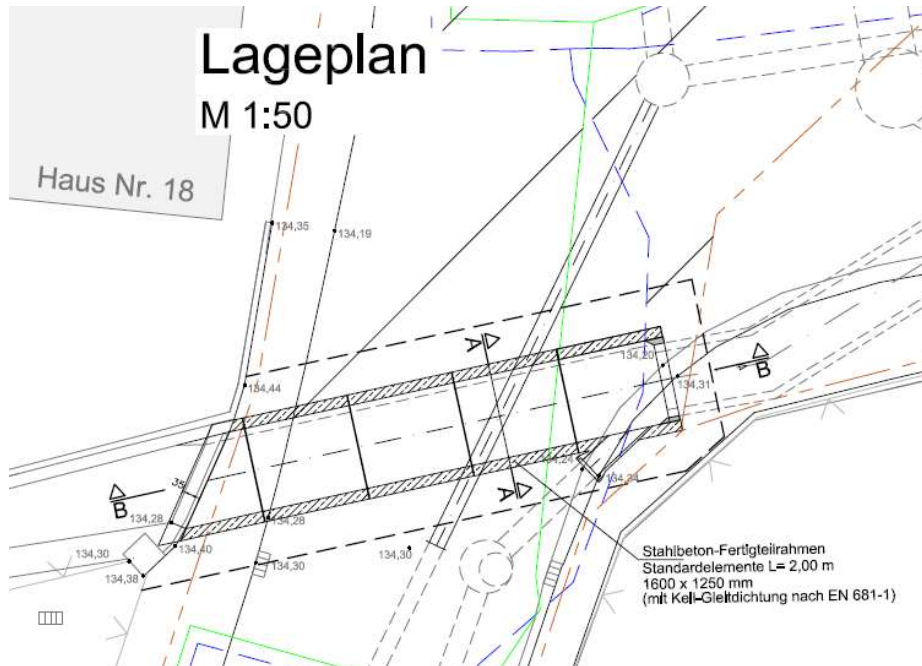 Lageplan
M 1:50
Haus Nr. 18
134,35
134,19
A
134,20
B
134,31
134,44
35
134,24
134,34
B
A
134,28
134,28
134,40
134,30
134,30
134,30
134,38
Stahlbeton-Fertigteilrahmen
Standardelemente L= 2,00 m
1600 x 1250 mm
(mit Keil-Gleitdichtung nach EN 681-1)